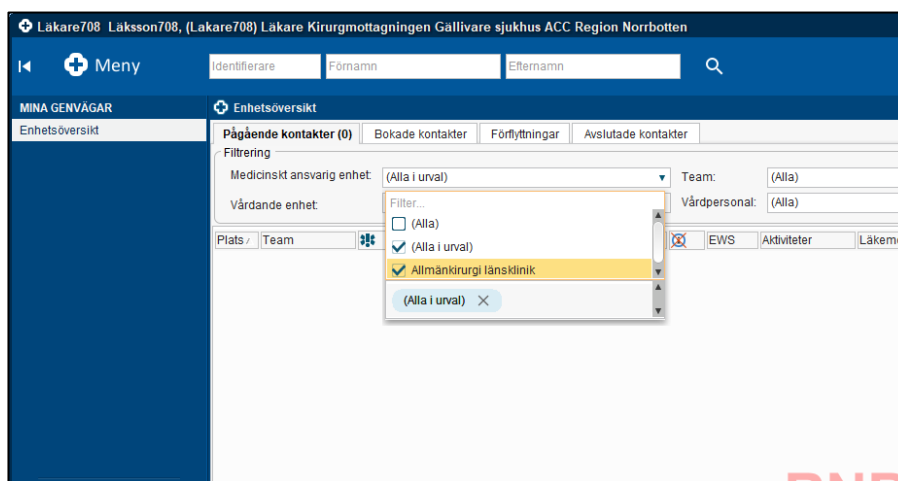 Läkare708 Läksson708, (Lakare708) Läkare Kirurgmottagningen Gällivare sjukhus ACC Region Norrbotten
Meny
Identifierare Förnamn Efternamn
MINA GENVÄGAR
Enhetsöversikt
Enhetsöversikt
Pågående kontakter (0) Bokade kontakter Förflyttningar Avslutade kontakter
Filtrering
Medicinskt ansvarig enhet: (Alla i urval) Team: (Alla)
Vårdande enhet: Vårdpersonal: (Alla)
Filter...
(Alla)
(Alla i urval)
Allmänkirurgi länsklinik
(Alla i urval)
Plats Team EWS Aktiviteter